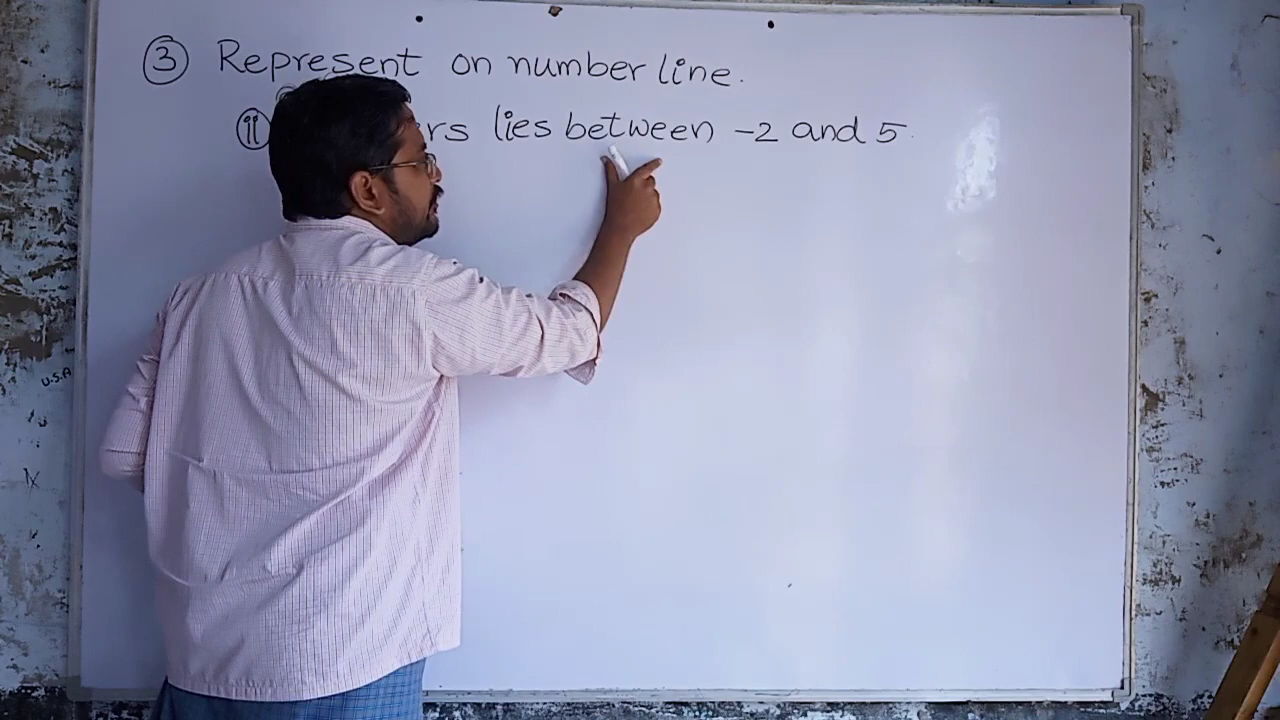 ③ Represent on number line.
ⅱ rs lies between -2 and 5.
U.S.A